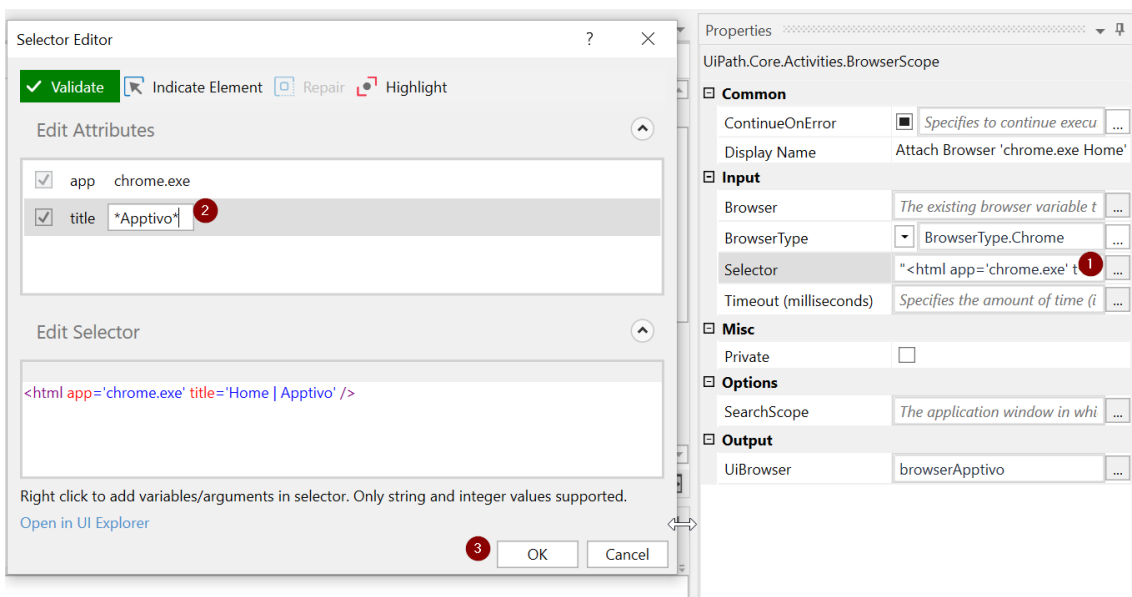 Selector Editor ?
Validate Indicate Element Repair Highlight
Edit Attributes
app chrome.exe
title *Apptivo* 2
Edit Selector
<html app='chrome.exe' title='Home | Apptivo' />
Right click to add variables/arguments in selector. Only string and integer values supported.
Open in UI Explorer
3 OK Cancel
Properties
UiPath.Core.Activities.BrowserScope
Common
ContinueOnError Specifies to continue execu ...
Display Name Attach Browser 'chrome.exe Home'
Input
Browser The existing browser variable t ...
BrowserType BrowserType.Chrome ...
Selector "<html app='chrome.exe' t 1 ...
Timeout (milliseconds) Specifies the amount of time (i ...
Misc
Private
Options
SearchScope The application window in whi ...
Output
UiBrowser browserApptivo ...